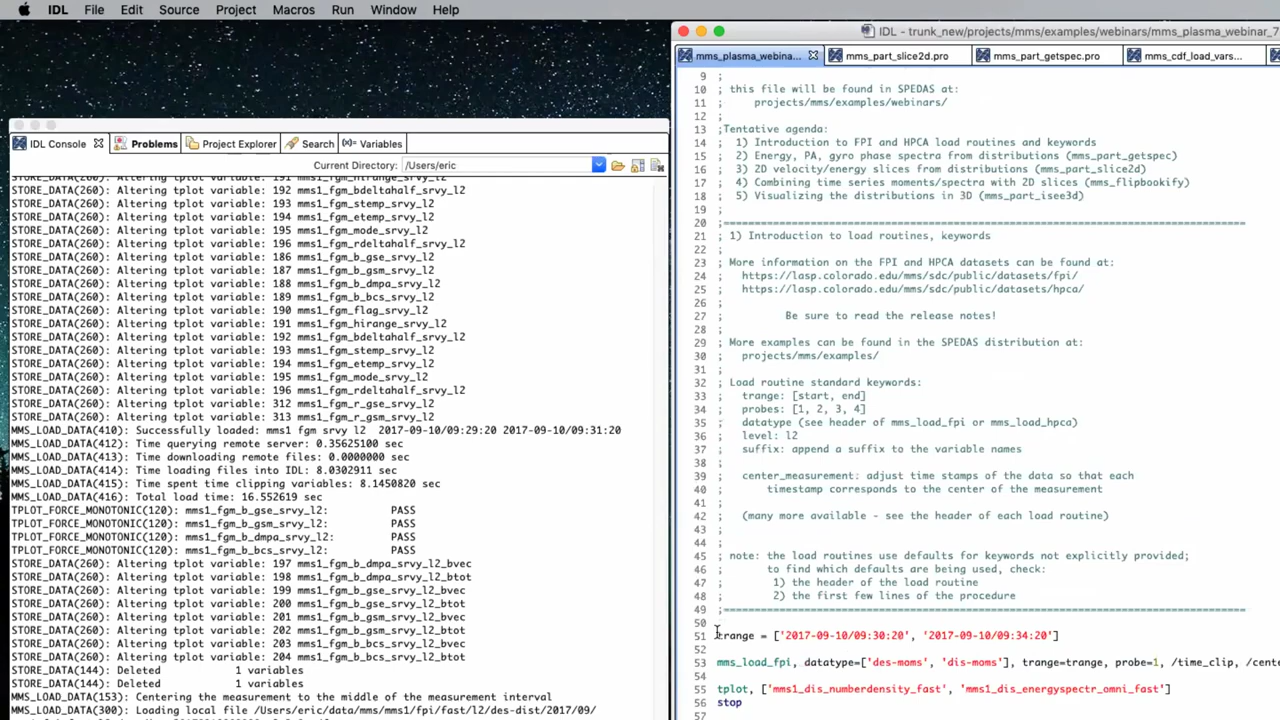 IDL File Edit Source Project Macros Run Window Help
IDL - trunk_new/projects/mms/examples/webinars/mms_plasma_webinar_7
mms_plasma_webina... mms_part_slice2d.pro mms_part_getspec.pro mms_cdf_load_vars...
IDL Console Problems Project Explorer Search Variables
Current Directory: /Users/eric
STORE_DATA(260): Altering tplot variable: 191 mms1_fgm_hirange_srvy_l2
STORE_DATA(260): Altering tplot variable: 192 mms1_fgm_bdeltahalf_srvy_l2
STORE_DATA(260): Altering tplot variable: 193 mms1_fgm_stemp_srvy_l2
STORE_DATA(260): Altering tplot variable: 194 mms1_fgm_etemp_srvy_l2
STORE_DATA(260): Altering tplot variable: 195 mms1_fgm_mode_srvy_l2
STORE_DATA(260): Altering tplot variable: 196 mms1_fgm_rdeltahalf_srvy_l2
STORE_DATA(260): Altering tplot variable: 186 mms1_fgm_b_gse_srvy_l2
STORE_DATA(260): Altering tplot variable: 187 mms1_fgm_b_gsm_srvy_l2
STORE_DATA(260): Altering tplot variable: 188 mms1_fgm_b_dmpa_srvy_l2
STORE_DATA(260): Altering tplot variable: 189 mms1_fgm_b_bcs_srvy_l2
STORE_DATA(260): Altering tplot variable: 190 mms1_fgm_flag_srvy_l2
STORE_DATA(260): Altering tplot variable: 191 mms1_fgm_hirange_srvy_l2
STORE_DATA(260): Altering tplot variable: 192 mms1_fgm_bdeltahalf_srvy_l2
STORE_DATA(260): Altering tplot variable: 193 mms1_fgm_stemp_srvy_l2
STORE_DATA(260): Altering tplot variable: 194 mms1_fgm_etemp_srvy_l2
STORE_DATA(260): Altering tplot variable: 195 mms1_fgm_mode_srvy_l2
STORE_DATA(260): Altering tplot variable: 196 mms1_fgm_rdeltahalf_srvy_l2
STORE_DATA(260): Altering tplot variable: 312 mms1_fgm_r_gse_srvy_l2
STORE_DATA(260): Altering tplot variable: 313 mms1_fgm_r_gsm_srvy_l2
MMS_LOAD_DATA(410): Successfully loaded: mms1 fgm srvy l2 2017-09-10/09:29:20 2017-09-10/09:31:20
MMS_LOAD_DATA(412): Time querying remote server: 0.35625100 sec
MMS_LOAD_DATA(413): Time downloading remote files: 0.0000000 sec
MMS_LOAD_DATA(414): Time loading files into IDL: 8.0302911 sec
MMS_LOAD_DATA(415): Time spent time clipping variables: 8.1450820 sec
MMS_LOAD_DATA(416): Total load time: 16.552619 sec
TPLOT_FORCE_MONOTONIC(120): mms1_fgm_b_gse_srvy_l2: PASS
TPLOT_FORCE_MONOTONIC(120): mms1_fgm_b_gsm_srvy_l2: PASS
TPLOT_FORCE_MONOTONIC(120): mms1_fgm_b_dmpa_srvy_l2: PASS
TPLOT_FORCE_MONOTONIC(120): mms1_fgm_b_bcs_srvy_l2: PASS
STORE_DATA(260): Altering tplot variable: 197 mms1_fgm_b_dmpa_srvy_l2_bvec
STORE_DATA(260): Altering tplot variable: 198 mms1_fgm_b_dmpa_srvy_l2_btot
STORE_DATA(260): Altering tplot variable: 199 mms1_fgm_b_gse_srvy_l2_bvec
STORE_DATA(260): Altering tplot variable: 200 mms1_fgm_b_gse_srvy_l2_btot
STORE_DATA(260): Altering tplot variable: 201 mms1_fgm_b_gsm_srvy_l2_bvec
STORE_DATA(260): Altering tplot variable: 202 mms1_fgm_b_gsm_srvy_l2_btot
STORE_DATA(260): Altering tplot variable: 203 mms1_fgm_b_bcs_srvy_l2_bvec
STORE_DATA(260): Altering tplot variable: 204 mms1_fgm_b_bcs_srvy_l2_btot
STORE_DATA(144): Deleted 1 variables
STORE_DATA(144): Deleted 1 variables
MMS_LOAD_DATA(153): Centering the measurement to the middle of the measurement interval
MMS_LOAD_DATA(300): Loading local file /Users/eric/data/mms/mms1/fpi/fast/l2/des-dist/2017/09/
9 ;
10 ; this file will be found in SPEDAS at:
11 ; projects/mms/examples/webinars/
12 ;
13 ;Tentative agenda:
14 ; 1) Introduction to FPI and HPCA load routines and keywords
15 ; 2) Energy, PA, gyro phase spectra from distributions (mms_part_getspec)
16 ; 3) 2D velocity/energy slices from distributions (mms_part_slice2d)
17 ; 4) Combining time series moments/spectra with 2D slices (mms_flipbookify)
18 ; 5) Visualizing the distributions in 3D (mms_part_isee3d)
19 ;
20 ;================================================================================
21 ; 1) Introduction to load routines, keywords
22 ;
23 ; More information on the FPI and HPCA datasets can be found at:
24 ; https://lasp.colorado.edu/mms/sdc/public/datasets/fpi/
25 ; https://lasp.colorado.edu/mms/sdc/public/datasets/hpca/
26 ;
27 ; Be sure to read the release notes!
28 ;
29 ; More examples can be found in the SPEDAS distribution at:
30 ; projects/mms/examples/
31 ;
32 ; Load routine standard keywords:
33 ; trange: [start, end]
34 ; probes: [1, 2, 3, 4]
35 ; datatype (see header of mms_load_fpi or mms_load_hpca)
36 ; level: l2
37 ; suffix: append a suffix to the variable names
38 ;
39 ; center_measurement: adjust time stamps of the data so that each
40 ; timestamp corresponds to the center of the measurement
41 ;
42 ; (many more available - see the header of each load routine)
43 ;
44 ;
45 ; note: the load routines use defaults for keywords not explicitly provided;
46 ; to find which defaults are being used, check:
47 ; 1) the header of the load routine
48 ; 2) the first few lines of the procedure
49 ;================================================================================
50
51 trange = ['2017-09-10/09:30:20', '2017-09-10/09:34:20']
52
53 mms_load_fpi, datatype=['des-moms', 'dis-moms'], trange=trange, probe=1, /time_clip, /cente
54
55 tplot, ['mms1_dis_numberdensity_fast', 'mms1_dis_energyspectr_omni_fast']
56 stop
57